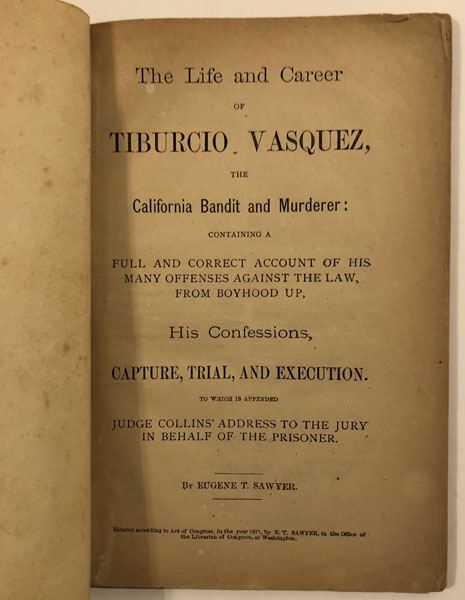 The Life and Career
OF
TIBURCIO VASQUEZ,
THE
California Bandit and Murderer:
CONTAINING A
FULL AND CORRECT ACCOUNT OF HIS
MANY OFFENSES AGAINST THE LAW,
FROM BOYHOOD UP,
His Confessions,
CAPTURE, TRIAL, AND EXECUTION.
TO WHICH IS APPENDED
JUDGE COLLINS' ADDRESS TO THE JURY
IN BEHALF OF THE PRISONER.
BY EUGENE T. SAWYER.
Entered according to Act of Congress, in the year by E. T. SAWYER, in the Office of
the Librarian of Congress, at Washington.